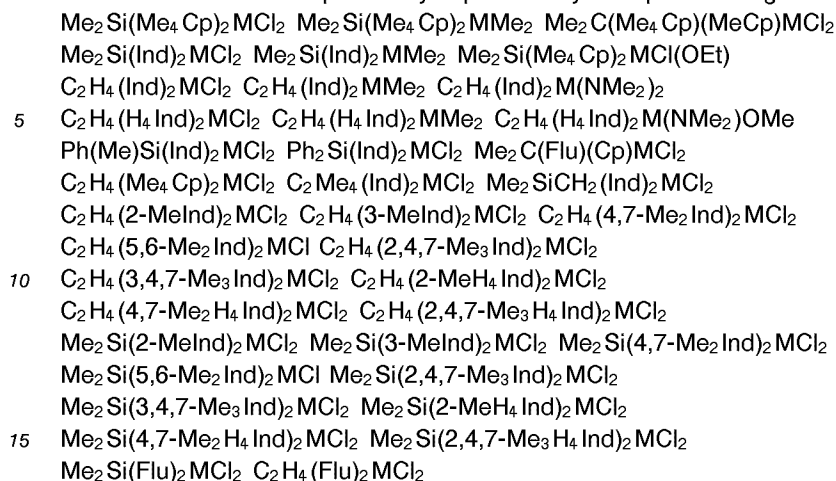 Me₂Si(Me₄Cp)₂MCl₂ Me₂Si(Me₄Cp)₂MMe₂ Me₂C(Me₄Cp)(MeCp)MCl₂
Me₂Si(Ind)₂MCl₂ Me₂Si(Ind)₂MMe₂ Me₂Si(Me₄Cp)₂MCl(OEt)
C₂H₄(Ind)₂MCl₂ C₂H₄(Ind)₂MMe₂ C₂H₄(Ind)₂M(NMe₂)₂
5 C₂H₄(H₄Ind)₂MCl₂ C₂H₄(H₄Ind)₂MMe₂ C₂H₄(H₄Ind)₂M(NMe₂)OMe
Ph(Me)Si(Ind)₂MCl₂ Ph₂Si(Ind)₂MCl₂ Me₂C(Flu)(Cp)MCl₂
C₂H₄(Me₄Cp)₂MCl₂ C₂Me₄(Ind)₂MCl₂ Me₂SiCH₂(Ind)₂MCl₂
C₂H₄(2-MeInd)₂MCl₂ C₂H₄(3-MeInd)₂MCl₂ C₂H₄(4,7-Me₂Ind)₂MCl₂
C₂H₄(5,6-Me₂Ind)₂MCl C₂H₄(2,4,7-Me₃Ind)₂MCl₂
10 C₂H₄(3,4,7-Me₃Ind)₂MCl₂ C₂H₄(2-MeH₄Ind)₂MCl₂
C₂H₄(4,7-Me₂H₄Ind)₂MCl₂ C₂H₄(2,4,7-Me₃H₄Ind)₂MCl₂
Me₂Si(2-MeInd)₂MCl₂ Me₂Si(3-MeInd)₂MCl₂ Me₂Si(4,7-Me₂Ind)₂MCl₂
Me₂Si(5,6-Me₂Ind)₂MCl Me₂Si(2,4,7-Me₃Ind)₂MCl₂
Me₂Si(3,4,7-Me₃Ind)₂MCl₂ Me₂Si(2-MeH₄Ind)₂MCl₂
15 Me₂Si(4,7-Me₂H₄Ind)₂MCl₂ Me₂Si(2,4,7-Me₃H₄Ind)₂MCl₂
Me₂Si(Flu)₂MCl₂ C₂H₄(Flu)₂MCl₂